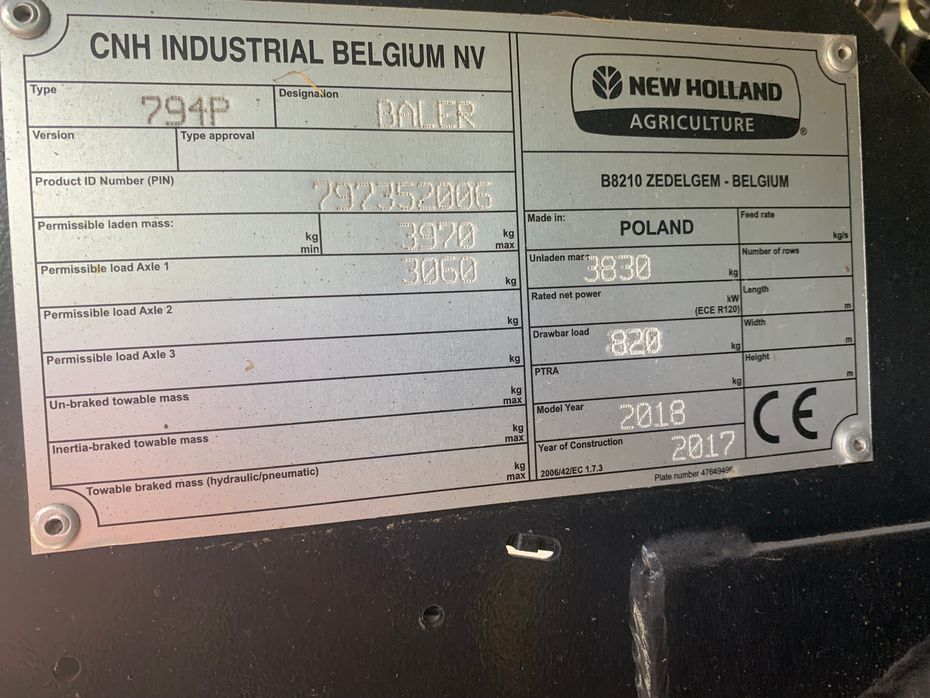 CNH INDUSTRIAL BELGIUM NV
Type
794P
Designation
BALER
Version
Type approval
Product ID Number (PIN)
797352006
Permissible laden mass:
kg
min
3970
kg
max
Permissible load Axle 1
3060
kg
Permissible load Axle 2
kg
Permissible load Axle 3
kg
Un-braked towable mass
kg
max
Inertia-braked towable mass
kg
max
Towable braked mass (hydraulic/pneumatic)
kg
max
NEW HOLLAND
AGRICULTURE
®
B8210 ZEDELGEM - BELGIUM
Made in:
POLAND
Feed rate
kg/s
Unladen mass
3830
kg
Number of rows
Rated net power
kW
(ECE R120)
Length
m
Drawbar load
820
kg
Width
m
PTRA
kg
Height
m
Model Year
2018
Year of Construction
2017
2006/42/EC 1.7.3
CE
Plate number